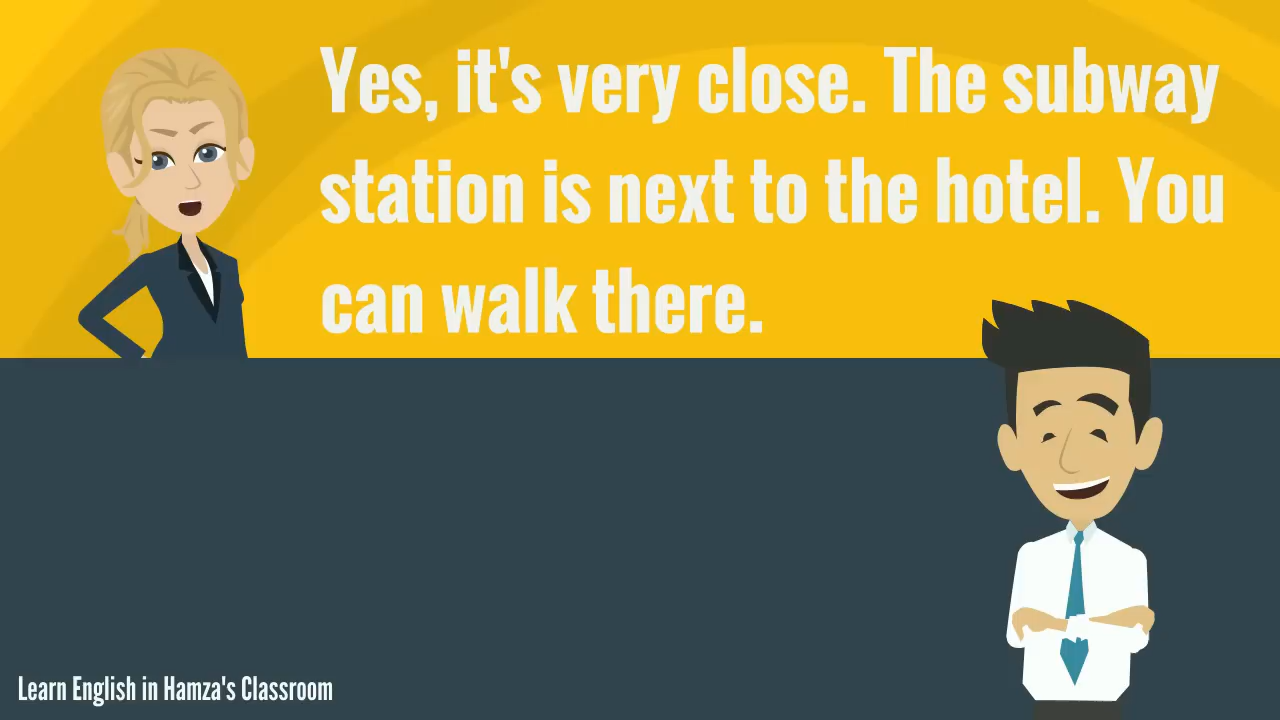 Yes, it's very close. The subway
station is next to the hotel. You
can walk there.
Learn English in Hamza's Classroom